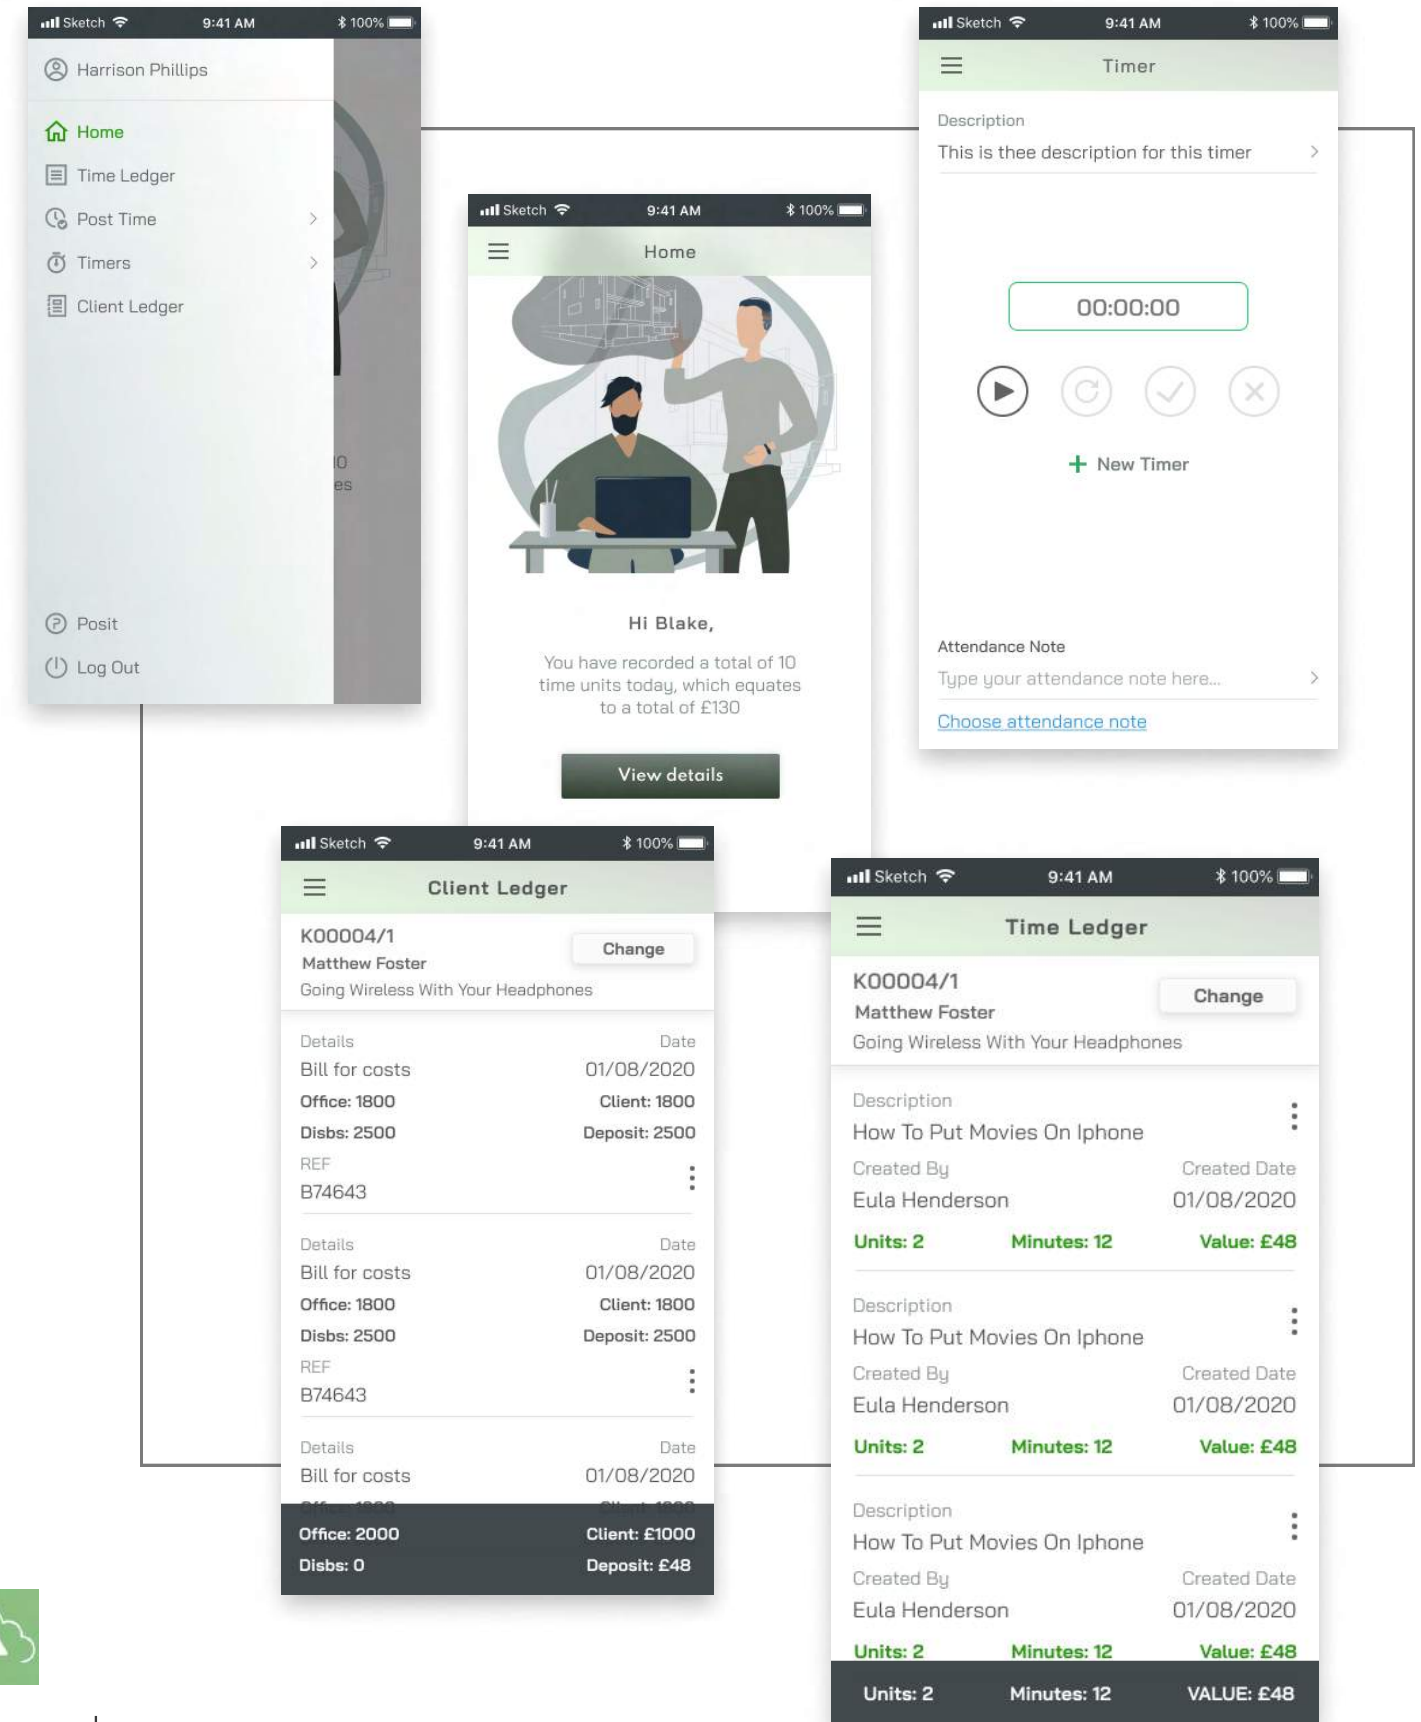 Sketch 9:41 AM 100%
Harrison Phillips
Home
Time Ledger
Post Time
Timers
Client Ledger
10
es
Posit
Log Out
Sketch 9:41 AM 100%
Home
Hi Blake,
You have recorded a total of 10
time units today, which equates
to a total of £130
View details
Sketch 9:41 AM 100%
Timer
Description
This is thee description for this timer
00:00:00
+ New Timer
Attendance Note
Type your attendance note here...
Choose attendance note
Sketch 9:41 AM 100%
Client Ledger
K00004/1
Change
Matthew Foster
Going Wireless With Your Headphones
Details Date
Bill for costs 01/08/2020
Office: 1800 Client: 1800
Disbs: 2500 Deposit: 2500
REF
B74643
Details Date
Bill for costs 01/08/2020
Office: 1800 Client: 1800
Disbs: 2500 Deposit: 2500
REF
B74643
Details Date
Bill for costs 01/08/2020
Office: 2000 Client: £1000
Disbs: 0 Deposit: £48
Sketch 9:41 AM 100%
Time Ledger
K00004/1
Change
Matthew Foster
Going Wireless With Your Headphones
Description
How To Put Movies On Iphone
Created By Created Date
Eula Henderson 01/08/2020
Units: 2 Minutes: 12 Value: £48
Description
How To Put Movies On Iphone
Created By Created Date
Eula Henderson 01/08/2020
Units: 2 Minutes: 12 Value: £48
Description
How To Put Movies On Iphone
Created By Created Date
Eula Henderson 01/08/2020
Units: 2 Minutes: 12 Value: £48
Units: 2 Minutes: 12 VALUE: £48